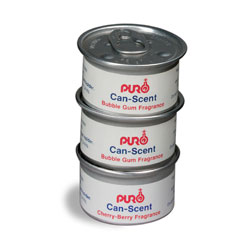 PURO
Can-Scent
Bubble Gum Fragrance
PURO
Can-Scent
Bubble Gum Fragrance
PURO
Can-Scent
Cherry-Berry Fragrance